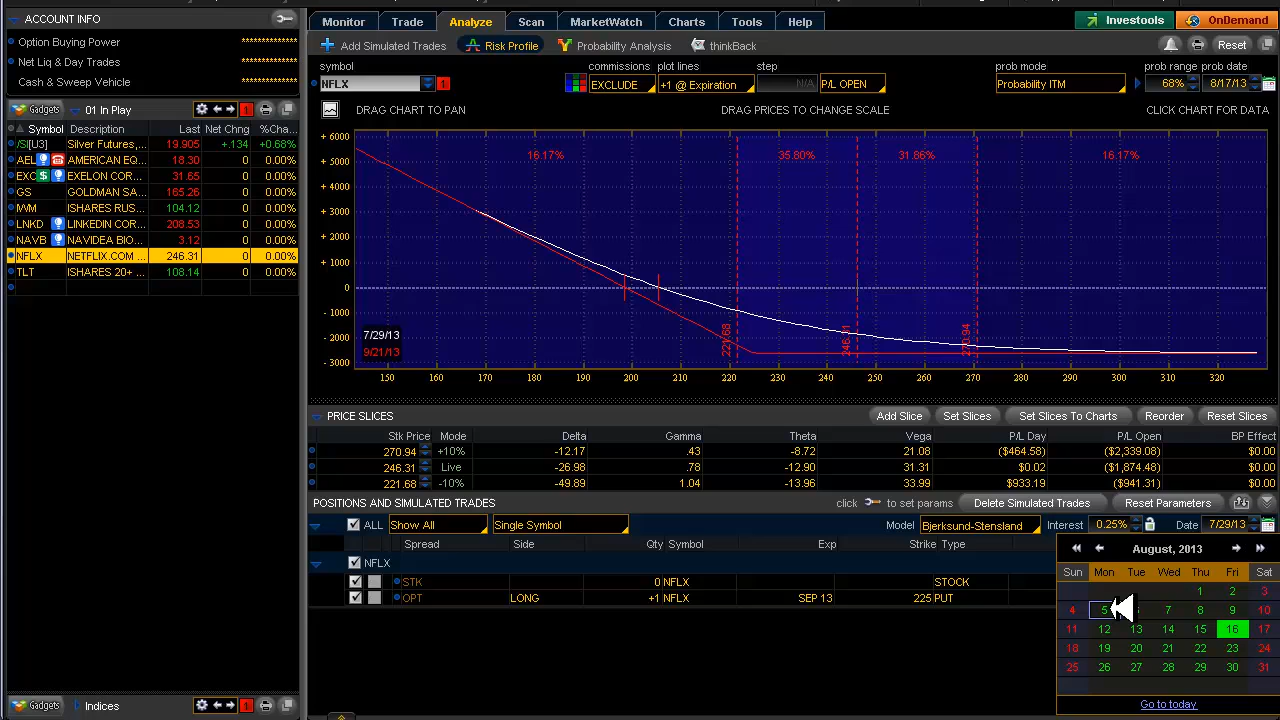 ACCOUNT INFO
Option Buying Power **************
Net Liq & Day Trades **************
Cash & Sweep Vehicle **************
Gadgets 01 In Play 1
Symbol Description Last Net Chng %Cha...
/SI[U3] Silver Futures,... 19.905 +.134 +0.68%
AEL AMERICAN EQ... 18.30 0 0.00%
EXC $ EXELON COR... 31.65 0 0.00%
GS GOLDMAN SA... 165.26 0 0.00%
IWM ISHARES RUS... 104.12 0 0.00%
LNKD LINKEDIN COR... 208.53 0 0.00%
NAVB NAVIDEA BIO... 3.12 0 0.00%
NFLX NETFLIX.COM ... 246.31 0 0.00%
TLT ISHARES 20+ ... 108.14 0 0.00%
Gadgets Indices 1
Monitor Trade Analyze Scan MarketWatch Charts Tools Help Investools OnDemand
Add Simulated Trades Risk Profile Probability Analysis thinkBack Reset
symbol commissions plot lines step prob mode prob range prob date
NFLX 1 EXCLUDE +1 @ Expiration N/A P/L OPEN Probability ITM 68% 8/17/13
DRAG CHART TO PAN DRAG PRICES TO CHANGE SCALE CLICK CHART FOR DATA
+ 6000
16.17% 35.80% 31.86% 16.17%
+ 5000
+ 4000
+ 3000
+ 2000
+ 1000
0
- 1000
- 2000
- 3000
221.68 246.31 270.94
7/29/13
9/21/13
150 160 170 180 190 200 210 220 230 240 250 260 270 280 290 300 310 320
PRICE SLICES Add Slice Set Slices Set Slices To Charts Reorder Reset Slices
Stk Price Mode Delta Gamma Theta Vega P/L Day P/L Open BP Effect
270.94 +10% -12.17 .43 -8.72 21.08 ($464.58) ($2,339.08) $0.00
246.31 Live -26.98 .78 -12.90 31.31 $0.02 ($1,874.48) $0.00
221.68 -10% -49.89 1.04 -13.96 33.99 $933.19 ($941.31) $0.00
POSITIONS AND SIMULATED TRADES click to set params Delete Simulated Trades Reset Parameters
ALL Show All Single Symbol Model Bjerksund-Stensland Interest 0.25% Date 7/29/13
Spread Side Qty Symbol Exp Strike Type
NFLX
STK 0 NFLX STOCK
OPT LONG +1 NFLX SEP 13 225 PUT
August, 2013
Sun Mon Tue Wed Thu Fri Sat
1 2 3
4 5 7 8 9 10
11 12 13 14 15 16 17
18 19 20 21 22 23 24
25 26 27 28 29 30 31
Go to today